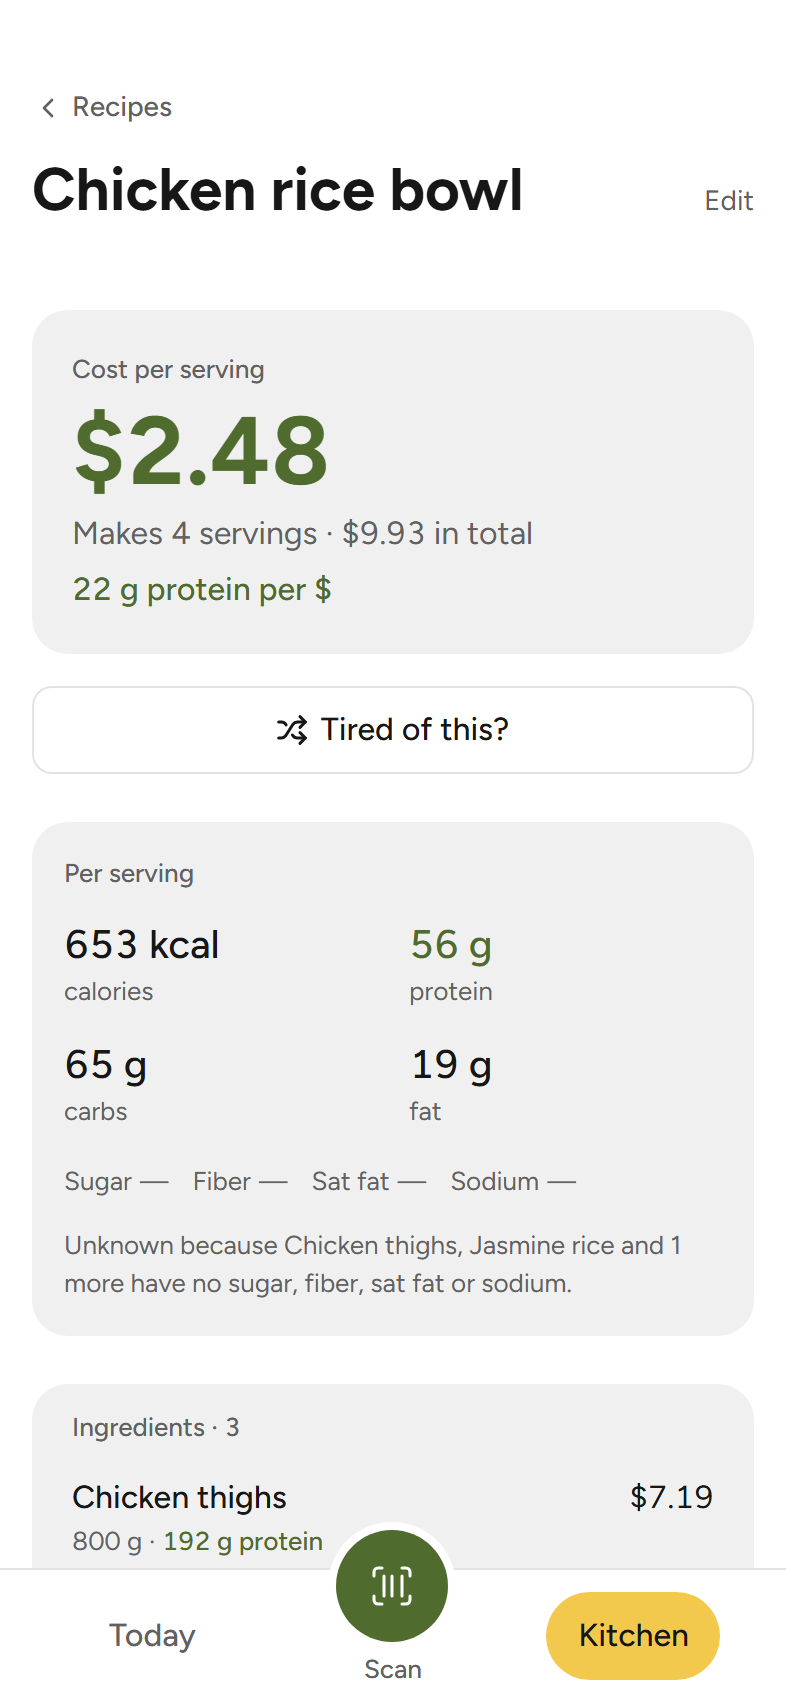 Recipes
Chicken rice bowl
Edit
Cost per serving
$2.48
Makes 4 servings · $9.93 in total
22 g protein per $
Tired of this?
Per serving
653 kcal
calories
56 g
protein
65 g
carbs
19 g
fat
Sugar — Fiber — Sat fat — Sodium —
Unknown because Chicken thighs, Jasmine rice and 1
more have no sugar, fiber, sat fat or sodium.
Ingredients · 3
Chicken thighs
$7.19
800 g · 192 g protein
Today
Scan
Kitchen